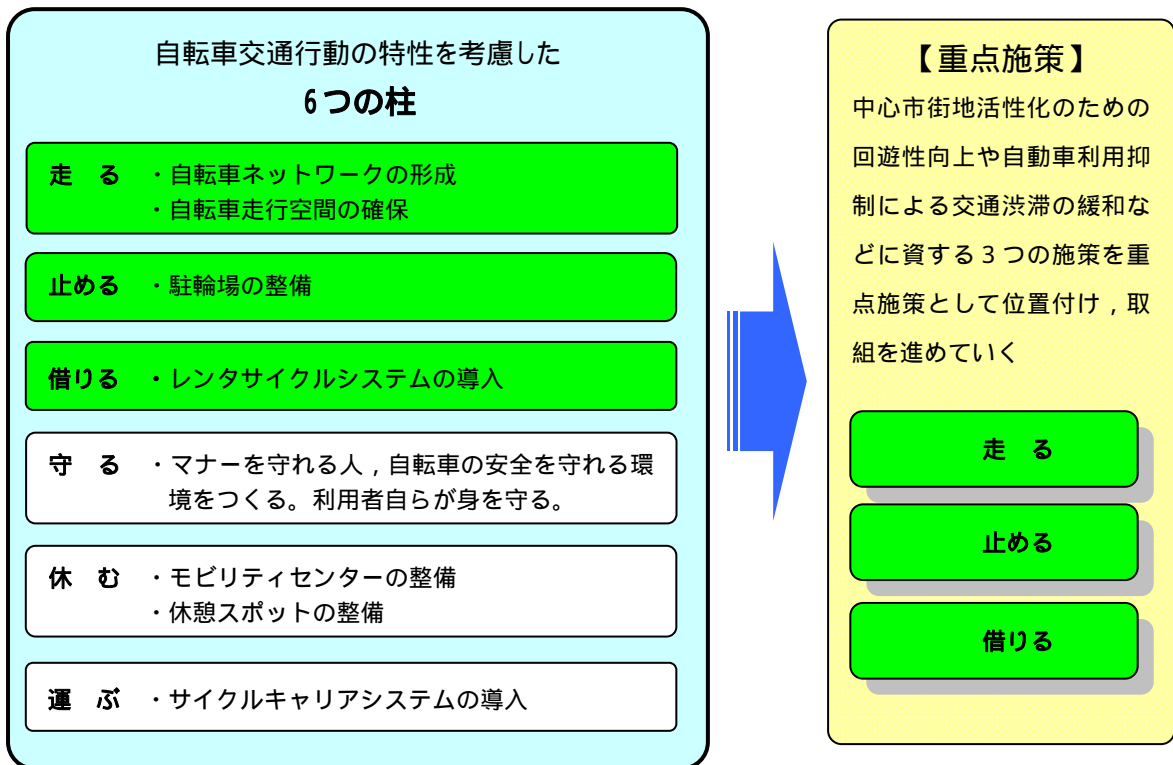 自転車交通行動の特性を考慮した
6つの柱
走 る ・自転車ネットワークの形成
・自転車走行空間の確保
止める ・駐輪場の整備
借りる ・レンタサイクルシステムの導入
守 る ・マナーを守れる人，自転車の安全を守れる環
境をつくる。利用者自らが身を守る。
休 む ・モビリティセンターの整備
・休憩スポットの整備
運 ぶ ・サイクルキャリアシステムの導入
【重点施策】
中心市街地活性化のための
回遊性向上や自動車利用抑
制による交通渋滞の緩和な
どに資する３つの施策を重
点施策として位置付け，取
組を進めていく
走 る
止める
借りる